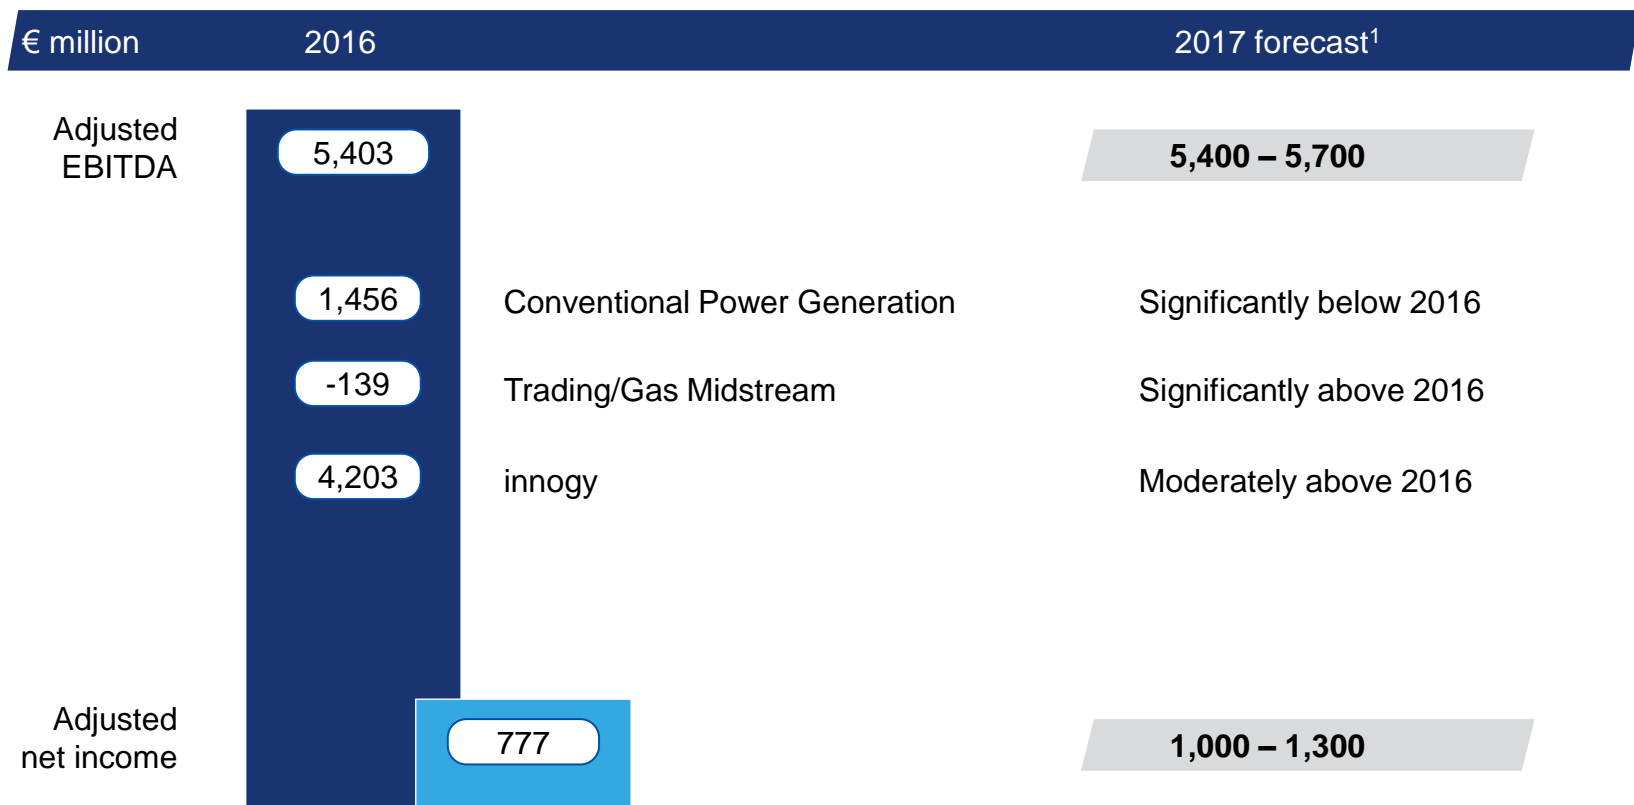 € million 2016 2017 forecast¹
Adjusted
EBITDA
5,403
5,400 – 5,700
1,456 Conventional Power Generation Significantly below 2016
-139 Trading/Gas Midstream Significantly above 2016
4,203 innogy Moderately above 2016
Adjusted
net income
777
1,000 – 1,300